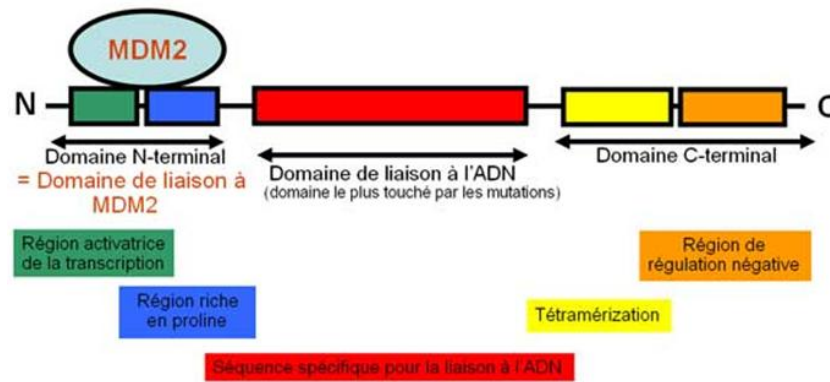 MDM2
N
C
Domaine N-terminal
= Domaine de liaison à
MDM2
Domaine de liaison à l'ADN
(domaine le plus touché par les mutations)
Domaine C-terminal
Région activatrice
de la transcription
Région de
régulation négative
Région riche
en proline
Tétramérization
Séquence spécifique pour la liaison à l'ADN